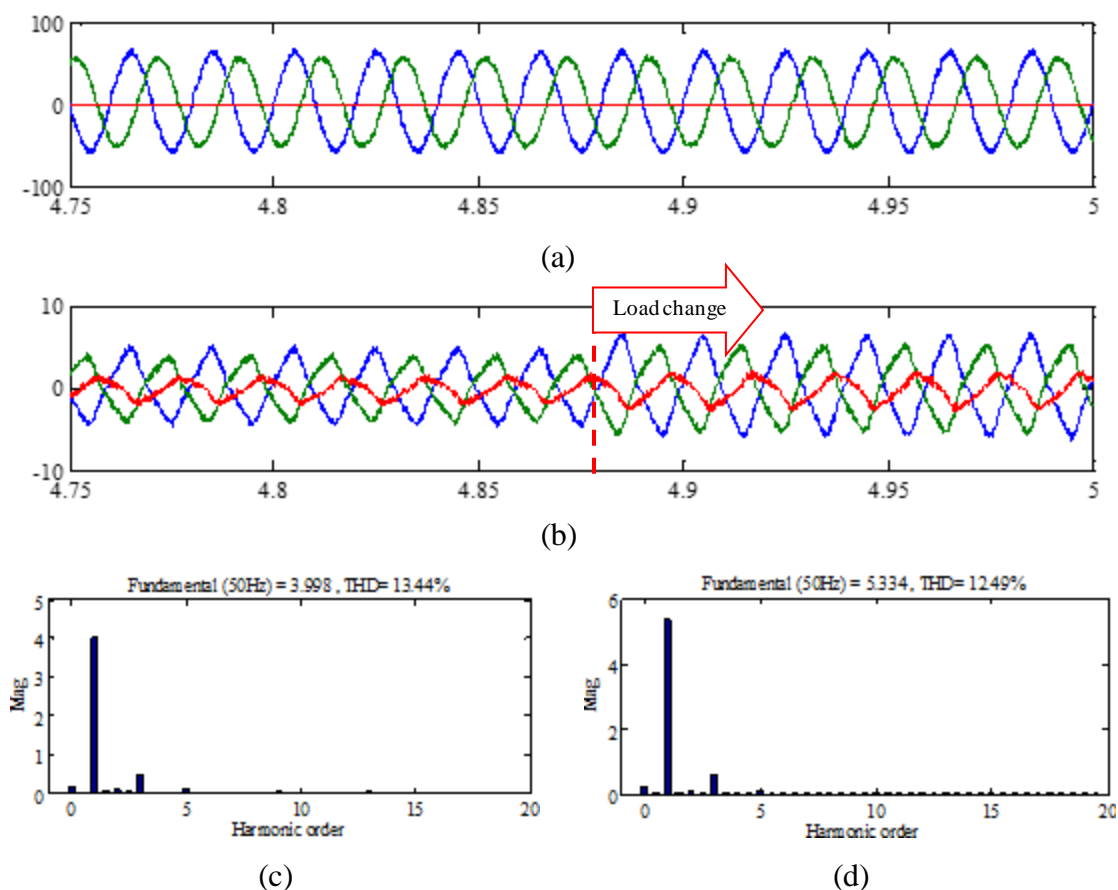 100
0
-100
4.75 4.8 4.85 4.9 4.95 5
(a)
10
Load change
0
-10
4.75 4.8 4.85 4.9 4.95 5
(b)
Fundamental (50Hz) = 3.998 , THD= 13.44%
5
4
3
2
1
0
Mag
0 5 10 15 20
Harmonic order
(c)
Fundamental (50Hz) = 5.334 , THD= 12.49%
6
4
2
0
Mag
0 5 10 15 20
Harmonic order
(d)